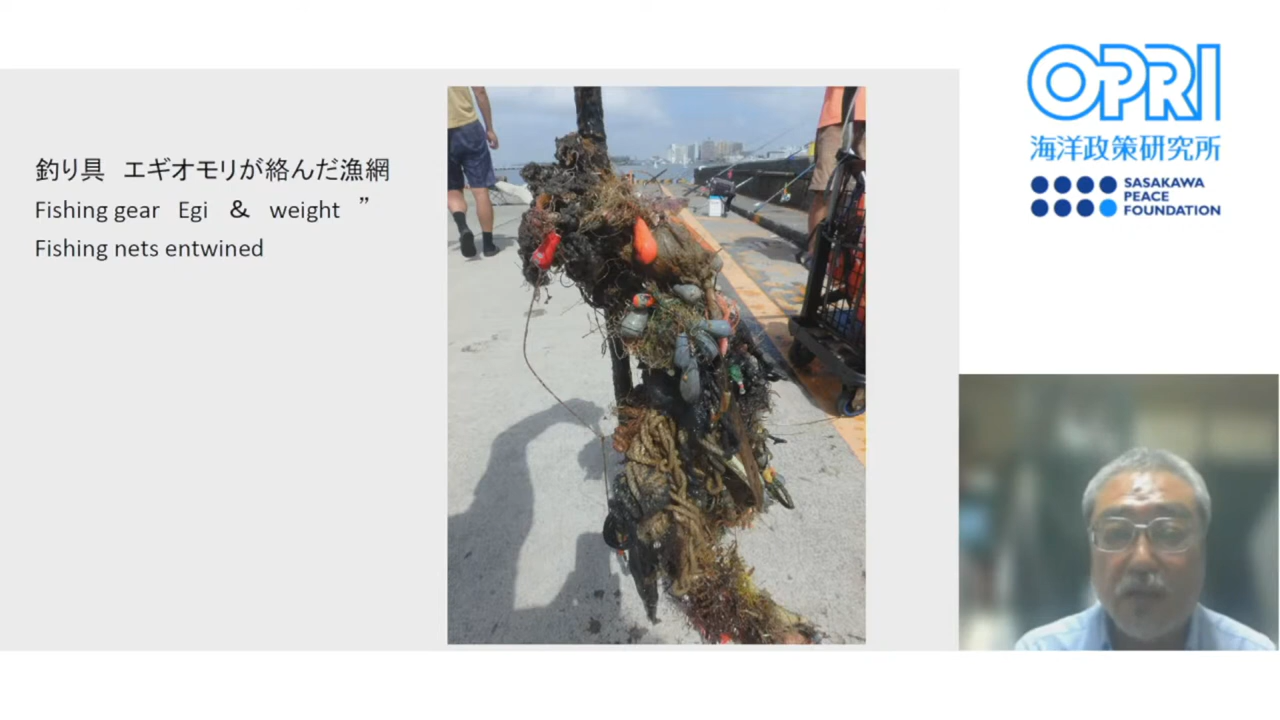 釣り具　エギオモリが絡んだ漁網
Fishing gear Egi & weight ”
Fishing nets entwined
OPRI
海洋政策研究所
SASAKAWA
PEACE
FOUNDATION